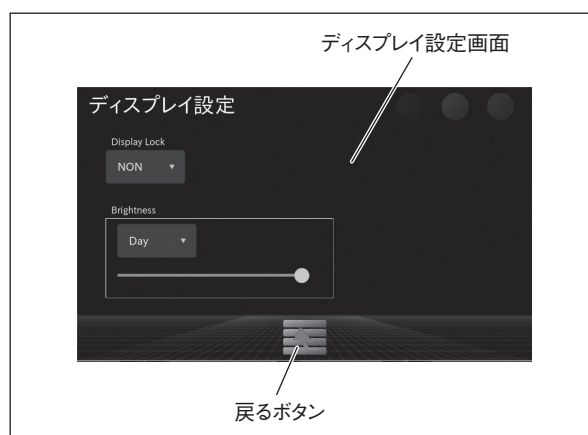 ディスプレイ設定画面
ディスプレイ設定
Display Lock
NON
Brightness
Day
戻るボタン